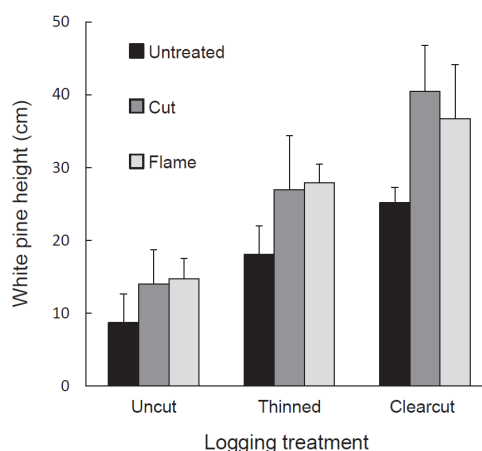 50
40
30
20
10
0
White pine height (cm)
Untreated
Cut
Flame
Uncut Thinned Clearcut
Logging treatment